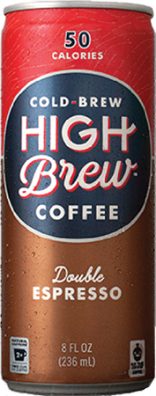 50
CALORIES
COLD-BREW
HIGH
Brew
COFFEE
Double
ESPRESSO
8 FL OZ
(236 mL)